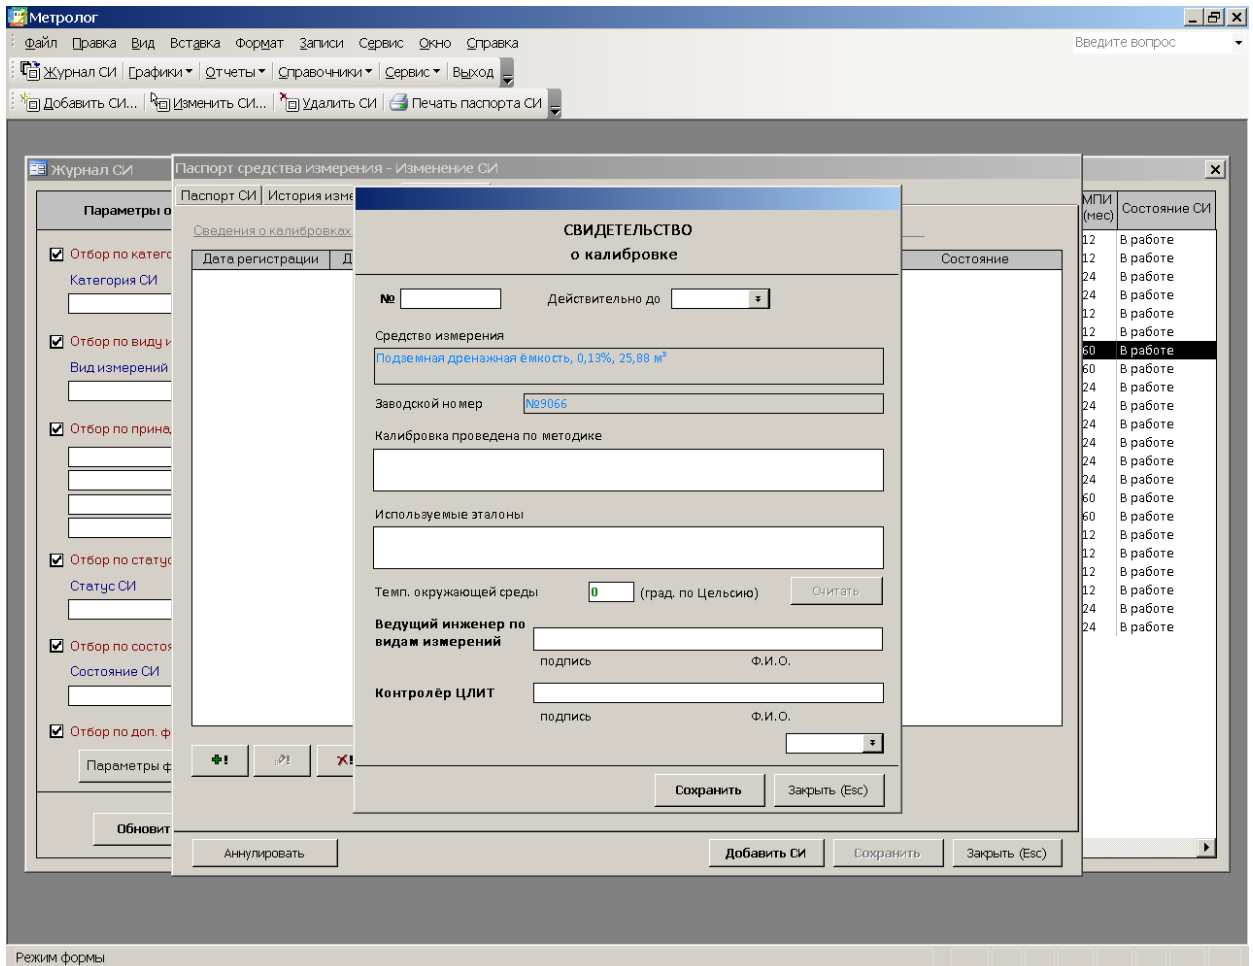 Метролог
Файл Правка Вид Вставка Формат Записи Сервис Окно Справка Введите вопрос
Журнал СИ Графики Отчеты Справочники Сервис Выход
Добавить СИ... Изменить СИ... Удалить СИ Печать паспорта СИ
Журнал СИ
Паспорт средства измерения - Изменение СИ
Паспорт СИ История изме
Параметры о
МПИ (мес) Состояние СИ
Сведения о калибровках
Дата регистрации Д Состояние
СВИДЕТЕЛЬСТВО
о калибровке
№ Действительно до
Средство измерения
Подземная дренажная ёмкость, 0,13%, 25,88 м³
Заводской номер №9066
Калибровка проведена по методике
Используемые эталоны
Темп. окружающей среды 0 (град. по Цельсию) Считать
Ведущий инженер по
видам измерений
подпись Ф.И.О.
Контролёр ЦЛИТ
подпись Ф.И.О.
Сохранить Закрыть (Esc)
Отбор по катего
Категория СИ
Отбор по виду и
Вид измерений
Отбор по прина
Отбор по статус
Статус СИ
Отбор по состоя
Состояние СИ
Отбор по доп. ф
Параметры ф
Обновит
12 В работе
12 В работе
24 В работе
24 В работе
12 В работе
12 В работе
60 В работе
60 В работе
24 В работе
24 В работе
24 В работе
24 В работе
24 В работе
24 В работе
60 В работе
60 В работе
12 В работе
12 В работе
12 В работе
12 В работе
24 В работе
24 В работе
Аннулировать Добавить СИ Сохранить Закрыть (Esc)
Режим формы